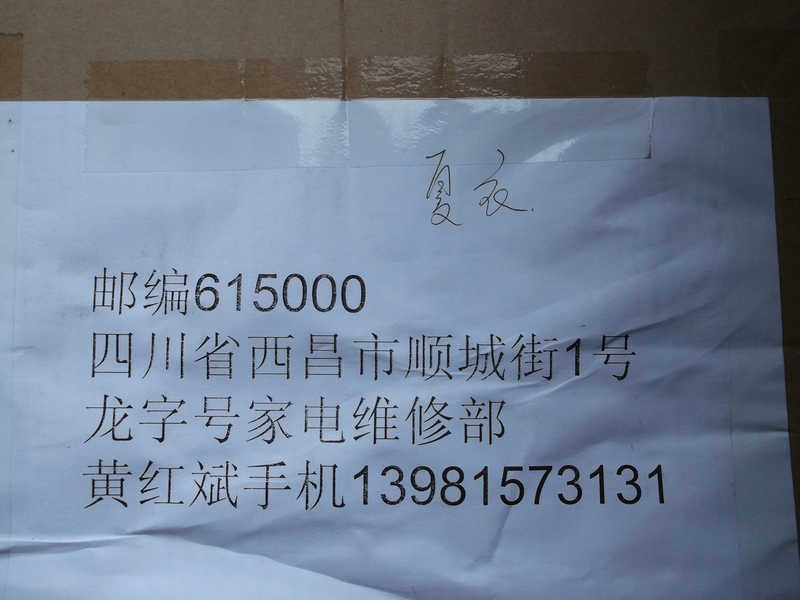 夏衣.
邮编615000
四川省西昌市顺城街1号
龙字号家电维修部
黄红斌手机13981573131